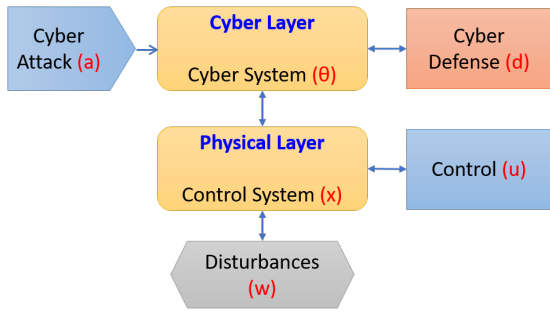 Cyber
Attack (a)
Cyber Layer
Cyber System (θ)
Cyber
Defense (d)
Physical Layer
Control System (x)
Control (u)
Disturbances
(w)